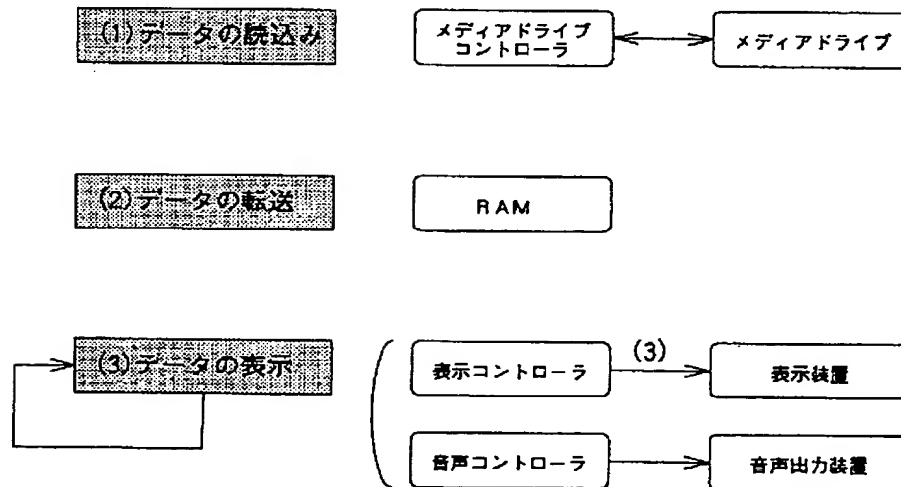 (1)データの読込み
メディアドライブ
コントローラ
メディアドライブ
(2)データの転送
RAM
(3)データの表示
表示コントローラ
(3)
表示装置
音声コントローラ
音声出力装置